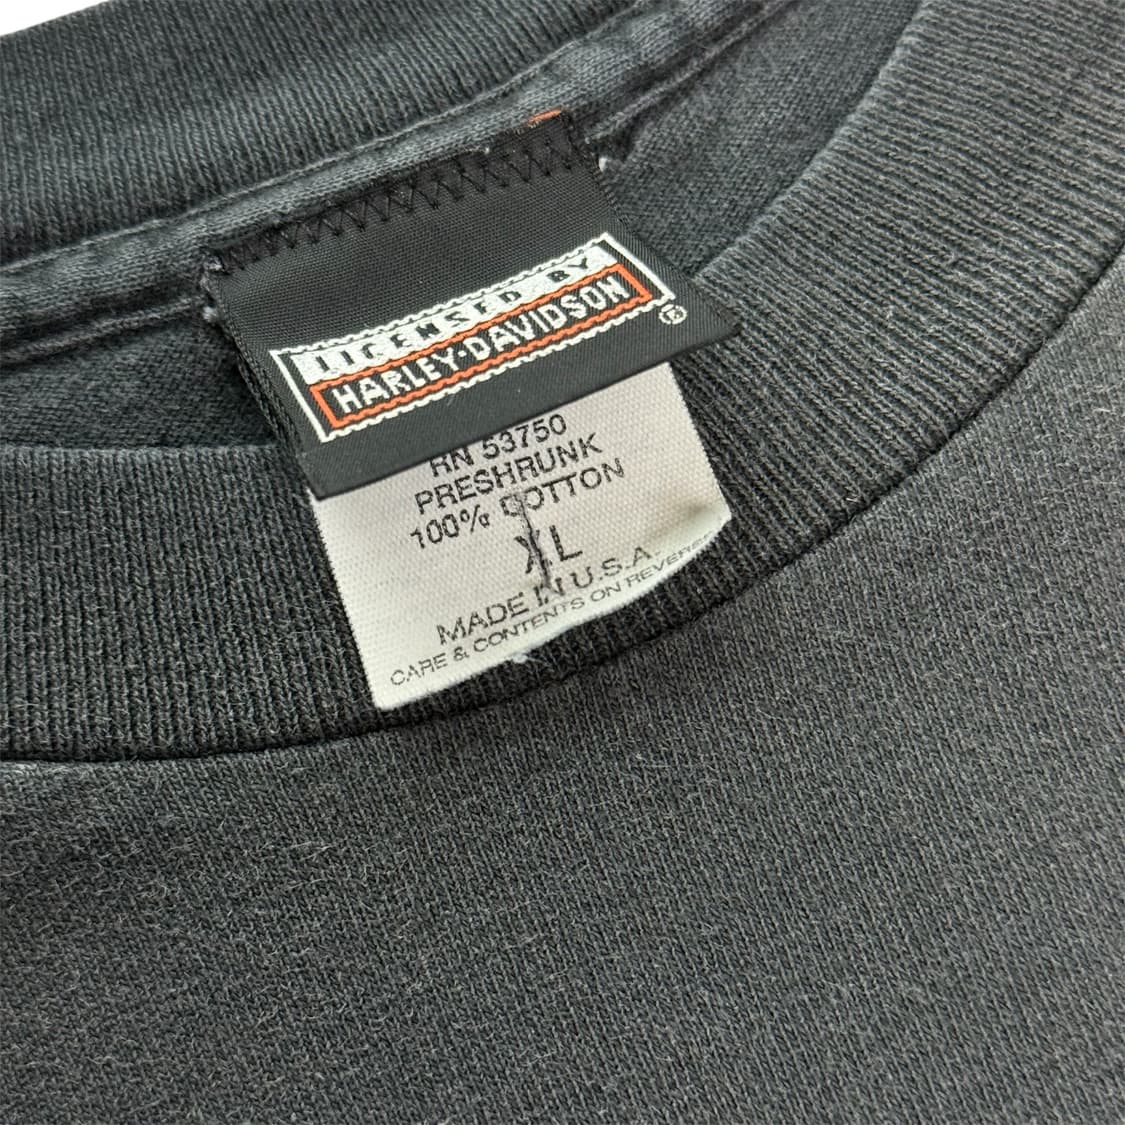 LICENSED BY
HARLEY-DAVIDSON
®
RN 53750
PRESHRUNK
100% COTTON
XL
MADE IN U.S.A.
CARE & CONTENTS ON REVERSE